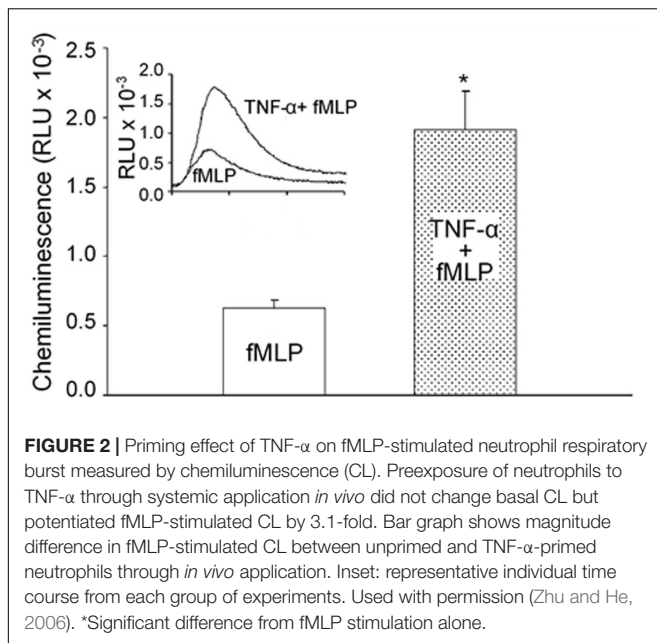 Chemiluminescence (RLU x 10-3)
2.5
2.0
1.5
1.0
0.5
0.0
RLU x 10-3
2.0
1.5
1.0
0.5
0.0
TNF-α+ fMLP
fMLP
fMLP
*
TNF-α
+
fMLP
FIGURE 2 | Priming effect of TNF-α on fMLP-stimulated neutrophil respiratory
burst measured by chemiluminescence (CL). Preexposure of neutrophils to
TNF-α through systemic application in vivo did not change basal CL but
potentiated fMLP-stimulated CL by 3.1-fold. Bar graph shows magnitude
difference in fMLP-stimulated CL between unprimed and TNF-α-primed
neutrophils through in vivo application. Inset: representative individual time
course from each group of experiments. Used with permission (Zhu and He,
2006). *Significant difference from fMLP stimulation alone.